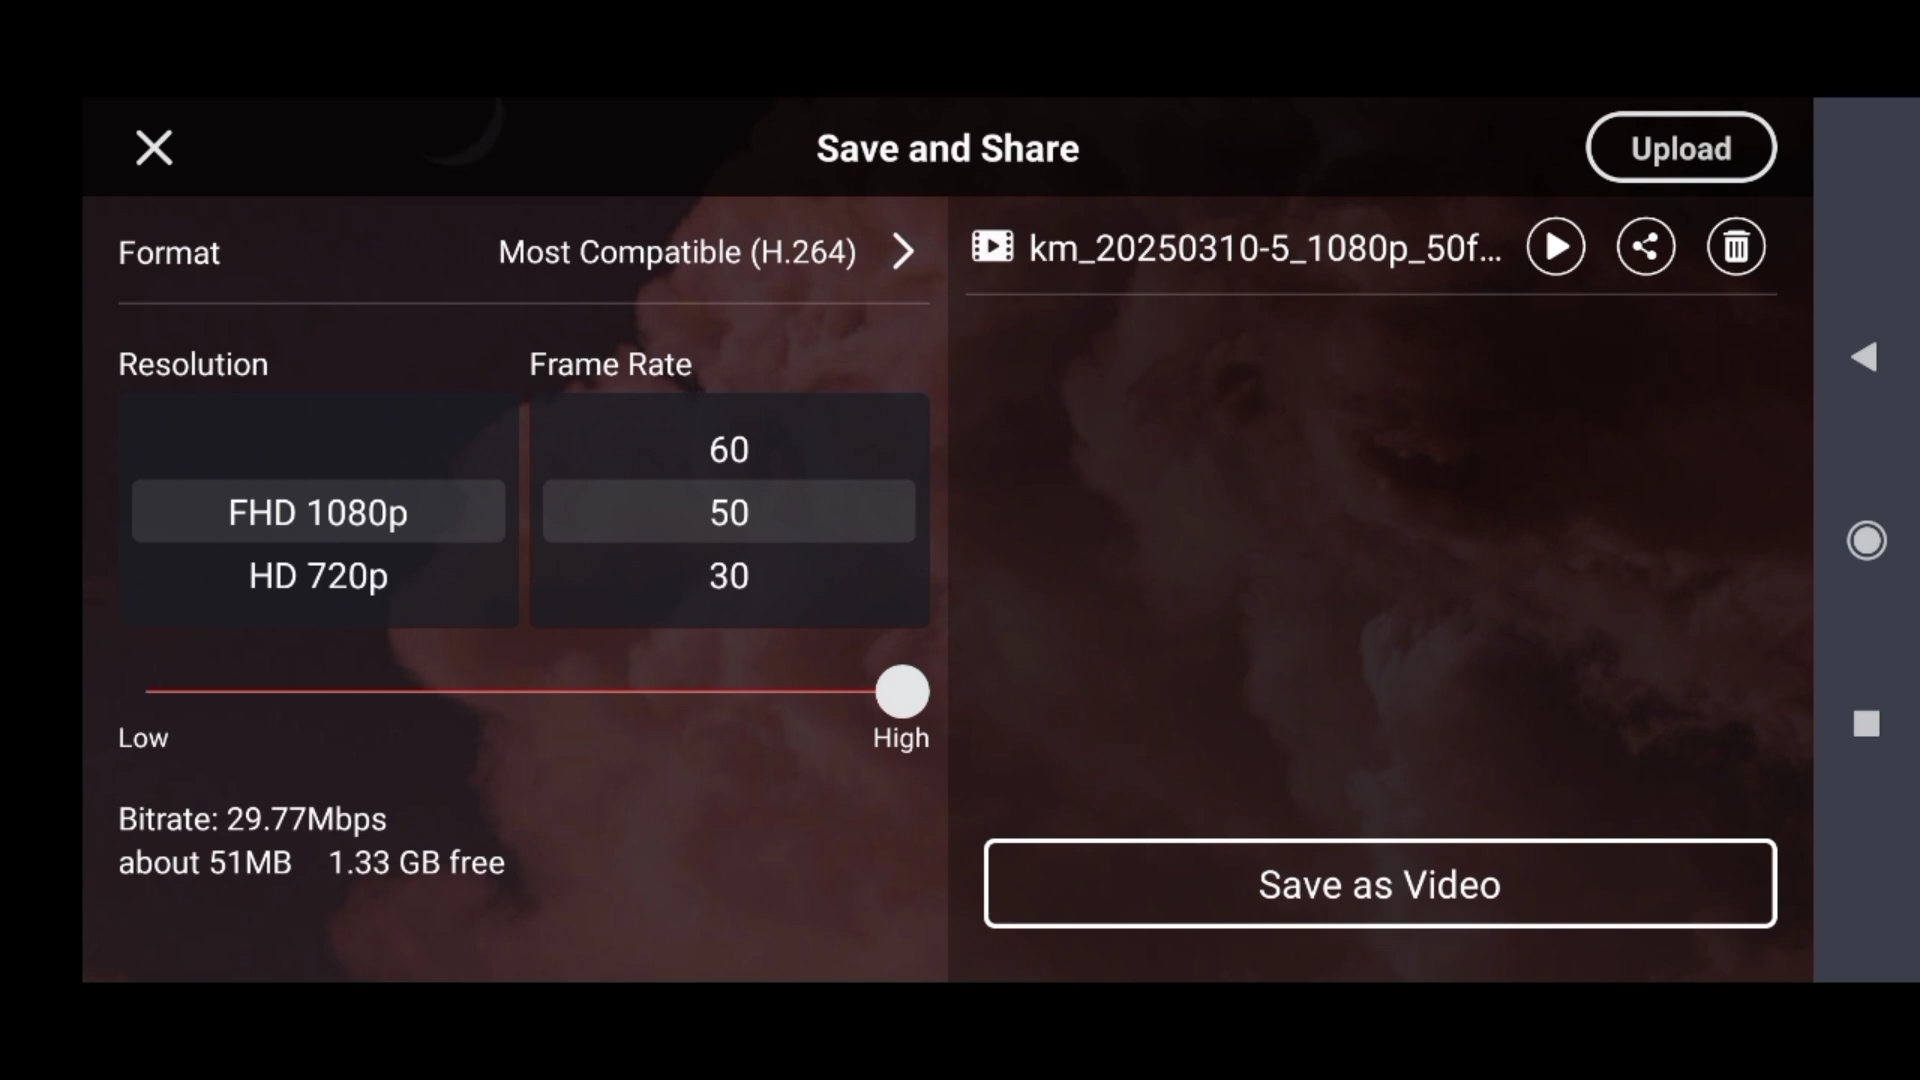 Save and Share
Upload
Format
Most Compatible (H.264)
km_20250310-5_1080p_50f...
Resolution
Frame Rate
60
FHD 1080p
50
HD 720p
30
Low
High
Bitrate: 29.77Mbps
about 51MB 1.33 GB free
Save as Video